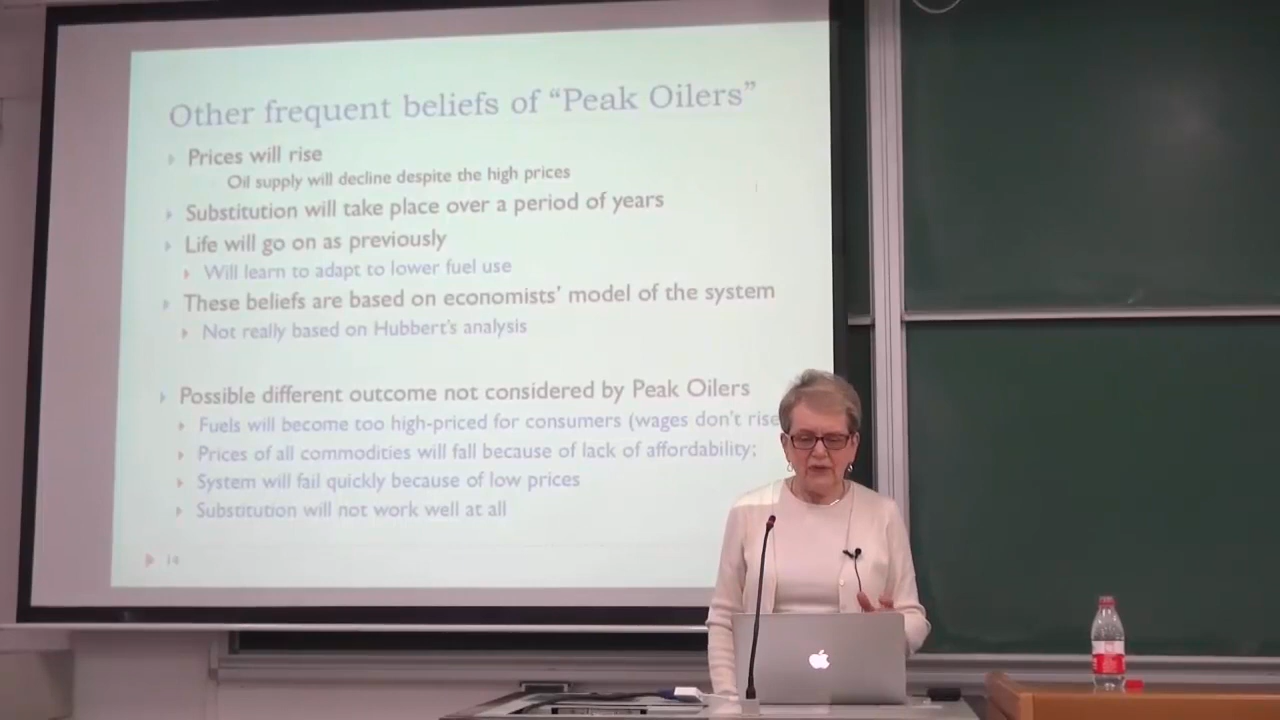 Other frequent beliefs of “Peak Oilers”
Prices will rise
Oil supply will decline despite the high prices
Substitution will take place over a period of years
Life will go on as previously
Will learn to adapt to lower fuel use
These beliefs are based on economists’ model of the system
Not really based on Hubbert’s analysis
Possible different outcome not considered by Peak Oilers
Fuels will become too high-priced for consumers (wages don’t rise
Prices of all commodities will fall because of lack of affordability;
System will fail quickly because of low prices
Substitution will not work well at all